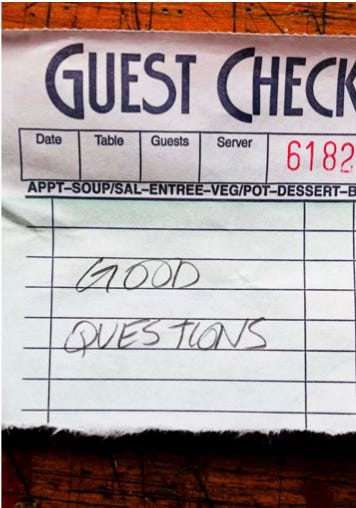 GUEST CHECK
Date Table Guests Server 6182
APPT-SOUP/SAL-ENTREE-VEG/POT-DESSERT-B
GOOD
QUESTIONS